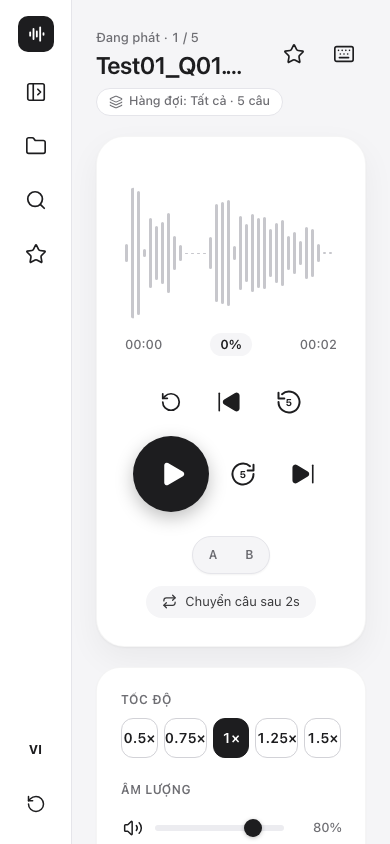 Đang phát · 1 / 5
Test01_Q01....
Hàng đợi: Tất cả · 5 câu
00:00
0%
00:02
5
5
A B
Chuyển câu sau 2s
TỐC ĐỘ
0.5× 0.75× 1× 1.25× 1.5×
ÂM LƯỢNG
80%
VI